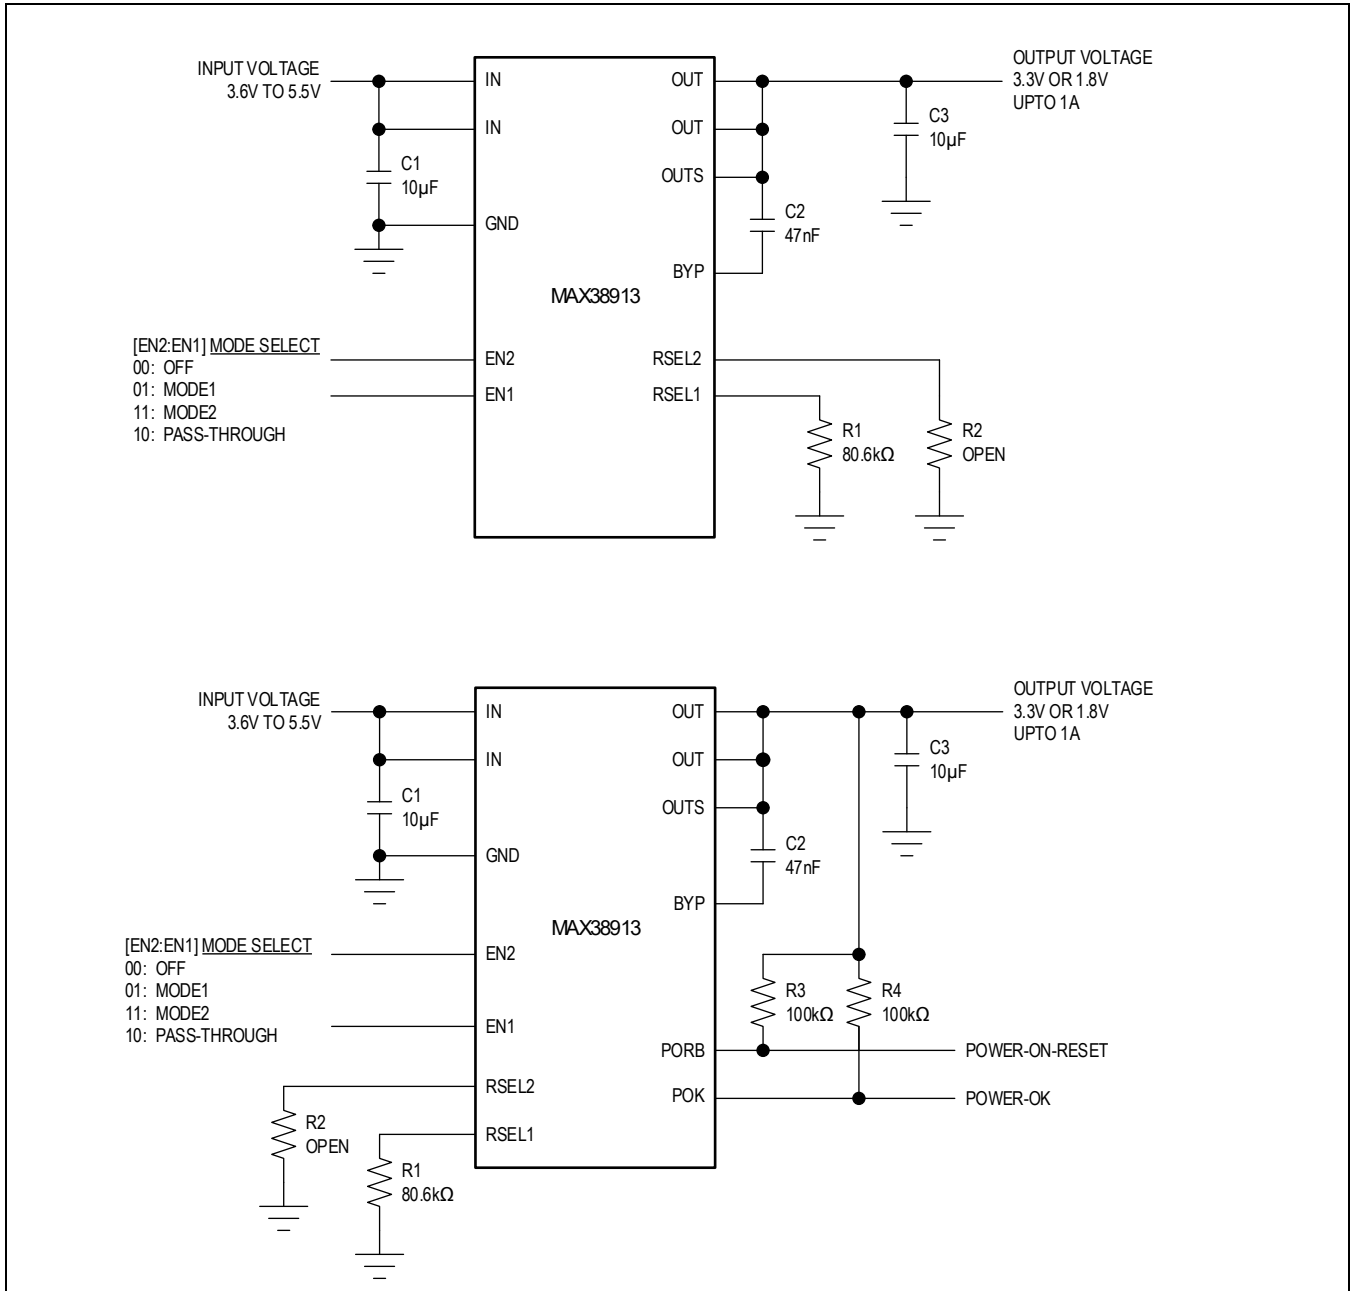 INPUT VOLTAGE
3.6V TO 5.5V
IN
IN
C1
10µF
GND
[EN2:EN1] MODE SELECT
00: OFF
01: MODE1
11: MODE2
10: PASS-THROUGH
EN2
EN1
MAX38913
OUT
OUT
OUTS
BYP
RSEL2
RSEL1
C2
47nF
C3
10µF
OUTPUT VOLTAGE
3.3V OR 1.8V
UPTO 1A
R1
80.6kΩ
R2
OPEN
INPUT VOLTAGE
3.6V TO 5.5V
IN
IN
C1
10µF
GND
[EN2:EN1] MODE SELECT
00: OFF
01: MODE1
11: MODE2
10: PASS-THROUGH
EN2
EN1
RSEL2
RSEL1
R2
OPEN
R1
80.6kΩ
MAX38913
OUT
OUT
OUTS
BYP
PORB
POK
C2
47nF
C3
10µF
OUTPUT VOLTAGE
3.3V OR 1.8V
UPTO 1A
R3
100kΩ
R4
100kΩ
POWER-ON-RESET
POWER-OK